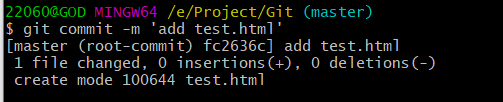 22060@GOD MINGW64 /e/Project/Git (master)
$ git commit -m 'add test.html'
[master (root-commit) fc2636c] add test.html
 1 file changed, 0 insertions(+), 0 deletions(-)
 create mode 100644 test.html